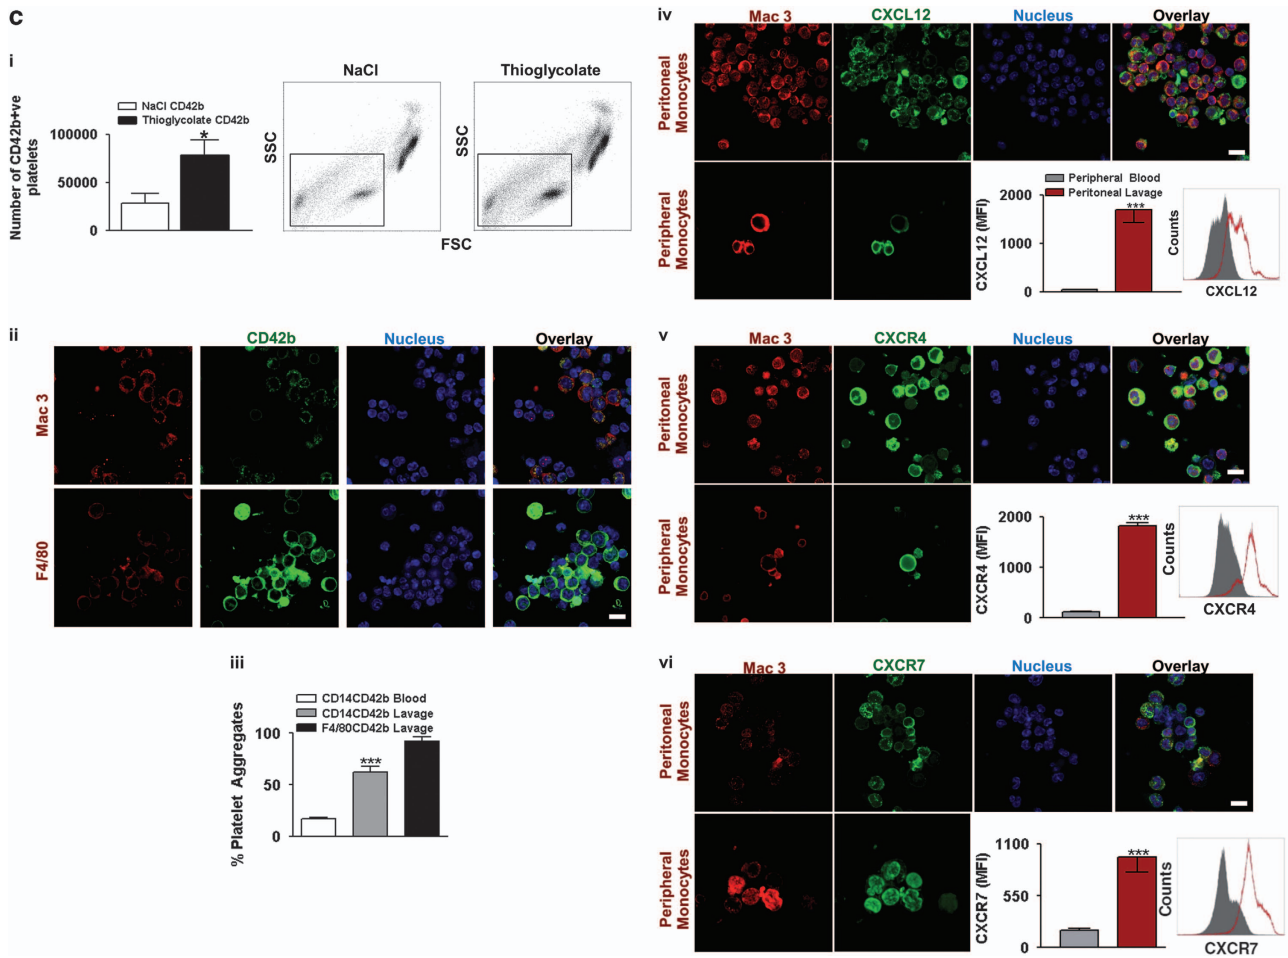 c
i
NaCl CD42b
Thioglycolate CD42b
Number of CD42b+ve
platelets
100000
50000
0
*
NaCl
Thioglycolate
SSC
SSC
FSC
ii
CD42b
Nucleus
Overlay
Mac 3
F4/80
iii
CD14CD42b Blood
CD14CD42b Lavage
F4/80CD42b Lavage
% Platelet Aggregates
100
50
0
***
iv
Mac 3
CXCL12
Nucleus
Overlay
Peritoneal
Monocytes
Peripheral
Monocytes
Peripheral Blood
Peritoneal Lavage
CXCL12 (MFI)
2000
1000
0
***
Counts
CXCL12
v
Mac 3
CXCR4
Nucleus
Overlay
Peritoneal
Monocytes
Peripheral
Monocytes
CXCR4 (MFI)
2000
1000
0
***
Counts
CXCR4
vi
Mac 3
CXCR7
Nucleus
Overlay
Peritoneal
Monocytes
Peripheral
Monocytes
CXCR7 (MFI)
1100
550
0
***
Counts
CXCR7